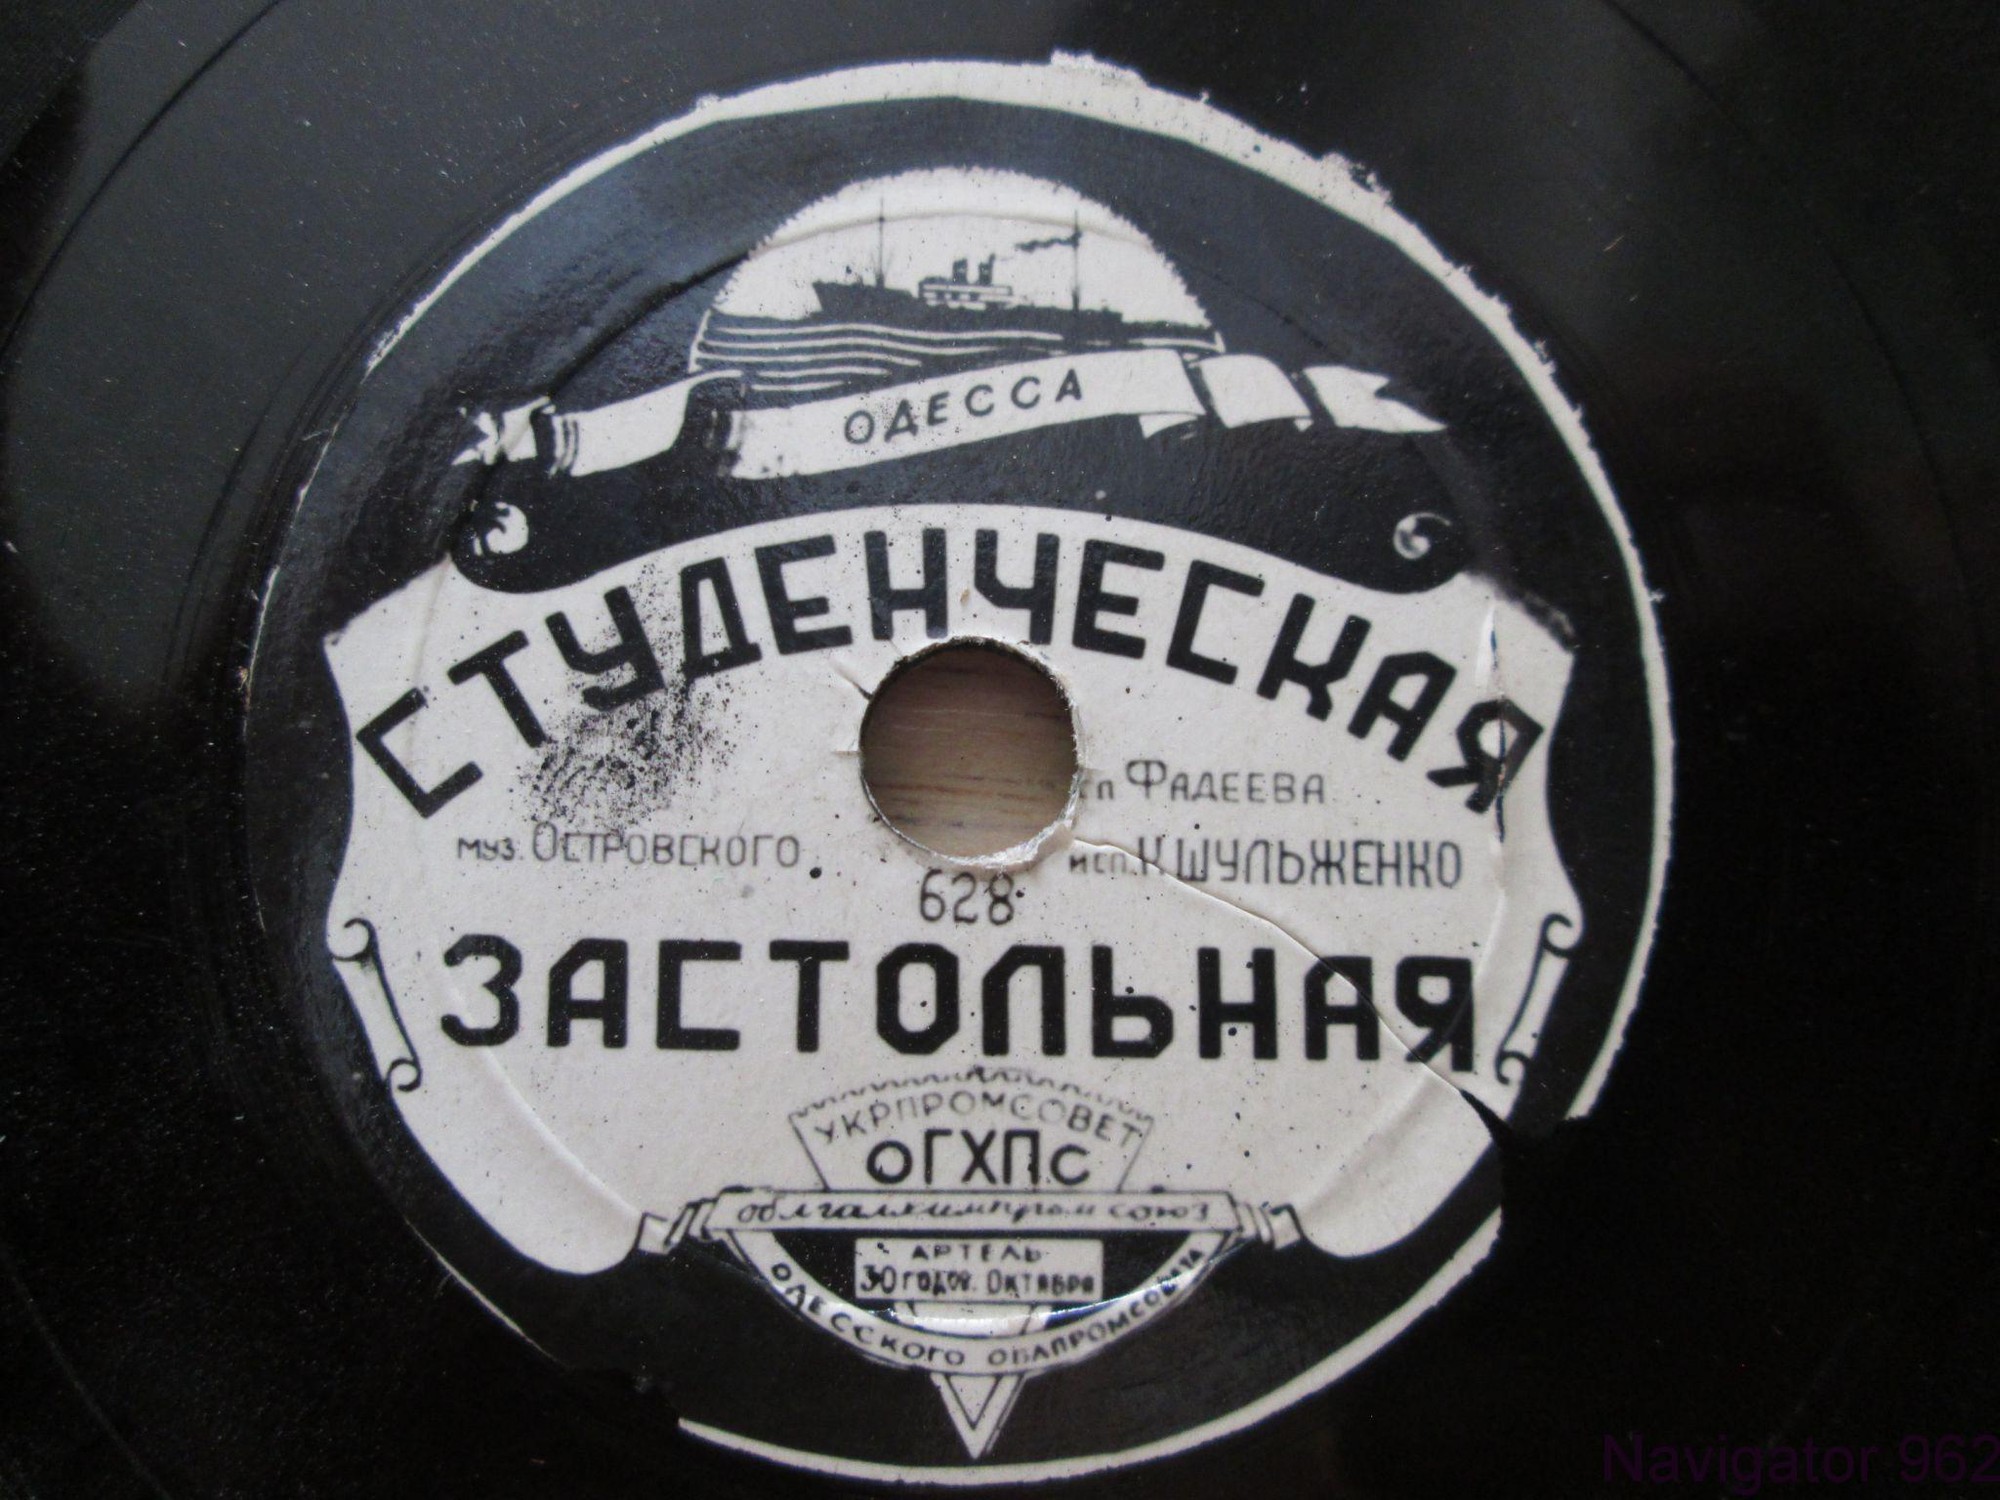 ОДЕССА
СТУДЕНЧЕСКАЯ
сл ФАДЕЕВА
муз. ОСТРОВСКОГО
исп. К.ШУЛЬЖЕНКО
628
ЗАСТОЛЬНАЯ
УКРПРОМСОВЕТ
ОГХПС
облгалхимпромсоюз
АРТЕЛЬ
30 годов. Октября
ОДЕССКОГО ОБЛПРОМСОВЕТА
Navigator 962